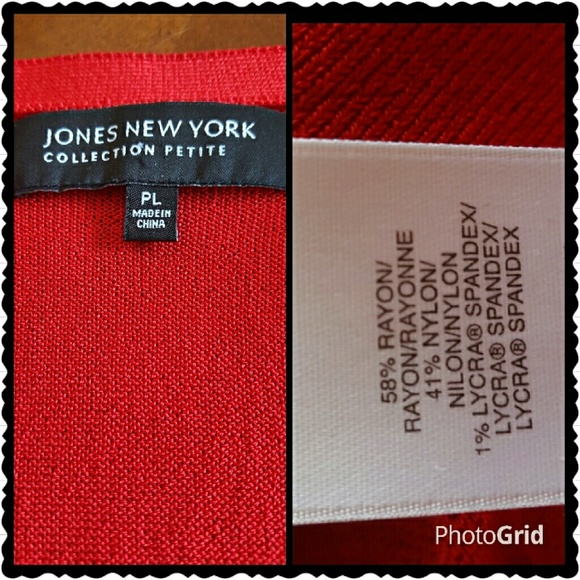 JONES NEW YORK
COLLECTION PETITE
PL
MADE IN
CHINA
58% RAYON/
RAYON/RAYONNE
41% NYLON/
NILON/NYLON
1% LYCRA® SPANDEX/
LYCRA® SPANDEX/
LYCRA® SPANDEX
PhotoGrid